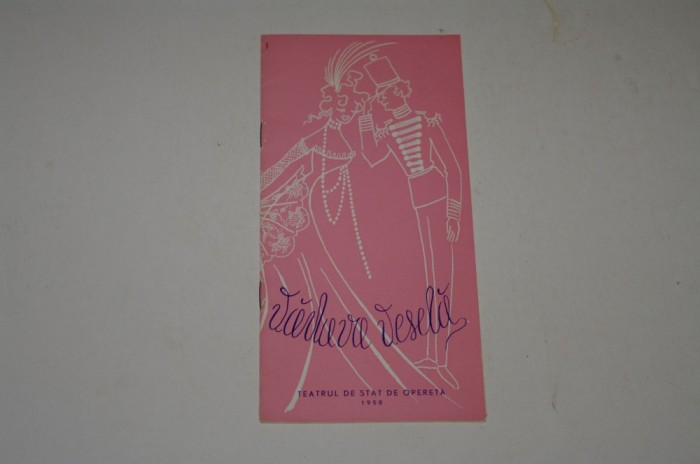 Văduva Veselă
TEATRUL DE STAT DE OPERETĂ
1958